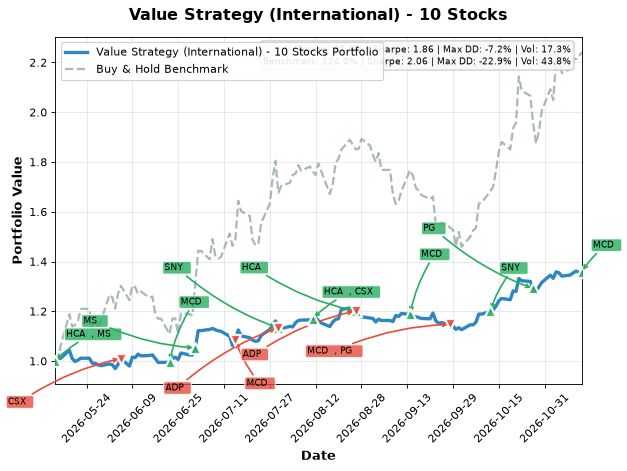 Value Strategy (International) - 10 Stocks
Value Strategy (International) - 10 Stocks Portfolio
Buy & Hold Benchmark
Sharpe: 1.86 | Max DD: -7.2% | Vol: 17.3%
Benchmark: 124.0% | Sharpe: 2.06 | Max DD: -22.9% | Vol: 43.8%
Portfolio Value
2.2
2.0
1.8
1.6
1.4
1.2
1.0
PG
MCD
MCD
SNY
HCA
SNY
HCA , CSX
MCD
MS
HCA , MS
ADP
MCD , PG
ADP
MCD
CSX
2026-05-24
2026-06-09
2026-06-25
2026-07-11
2026-07-27
2026-08-12
2026-08-28
2026-09-13
2026-09-29
2026-10-15
2026-10-31
Date